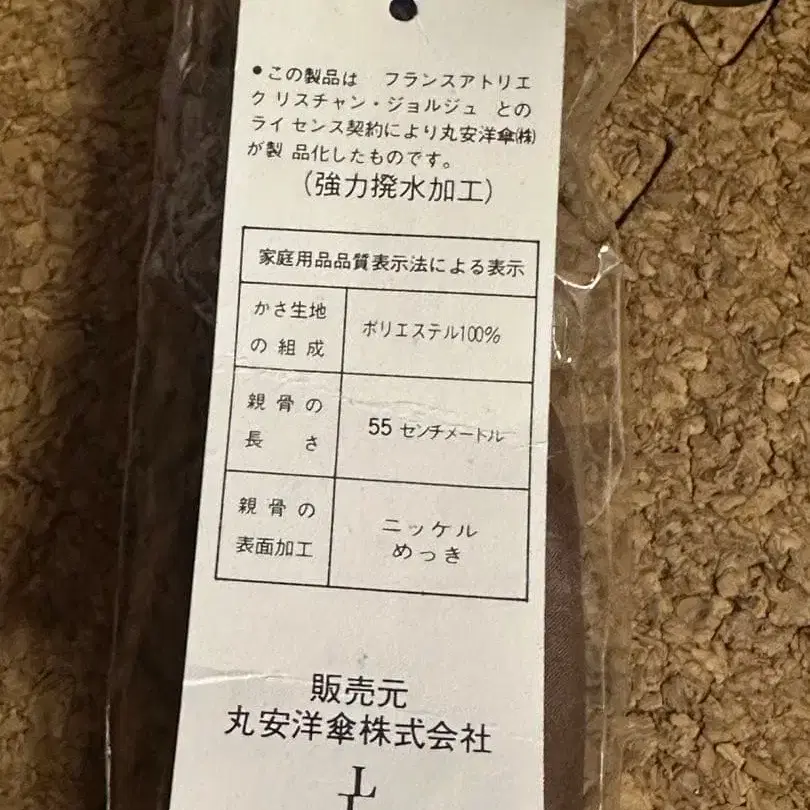 ●この製品は フランスアトリエ
クリスチャン・ジョルジュ との
ライセンス契約により丸安洋傘㈱
が製品化したものです。
(強力撥水加工)
家庭用品品質表示法による表示
かさ生地
の組成
ポリエステル100%
親骨の
長さ
55センチメートル
親骨の
表面加工
ニッケル
めっき
販売元
丸安洋傘株式会社